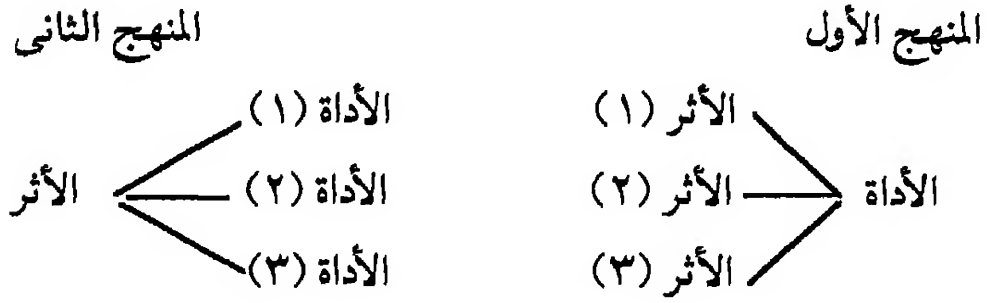 المنهج الأول المنهج الثانى
الأثر (١) الأداة (١)
الأداة الأثر (٢) الأداة (٢) الأثر
الأثر (٣) الأداة (٣)